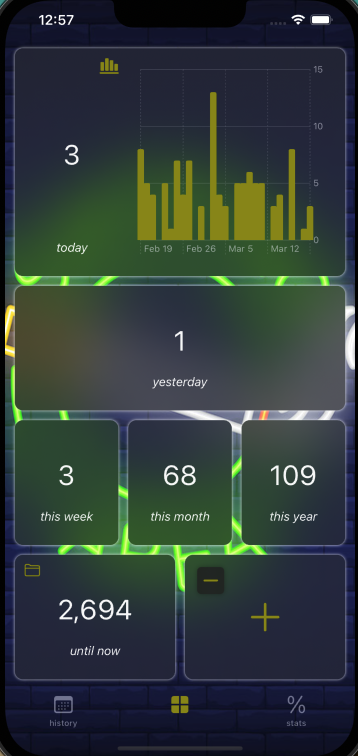 12:57
15
10
5
0
Feb 19 Feb 26 Mar 5 Mar 12
3
today
1
yesterday
3 68 109
this week this month this year
2,694
until now
history % stats